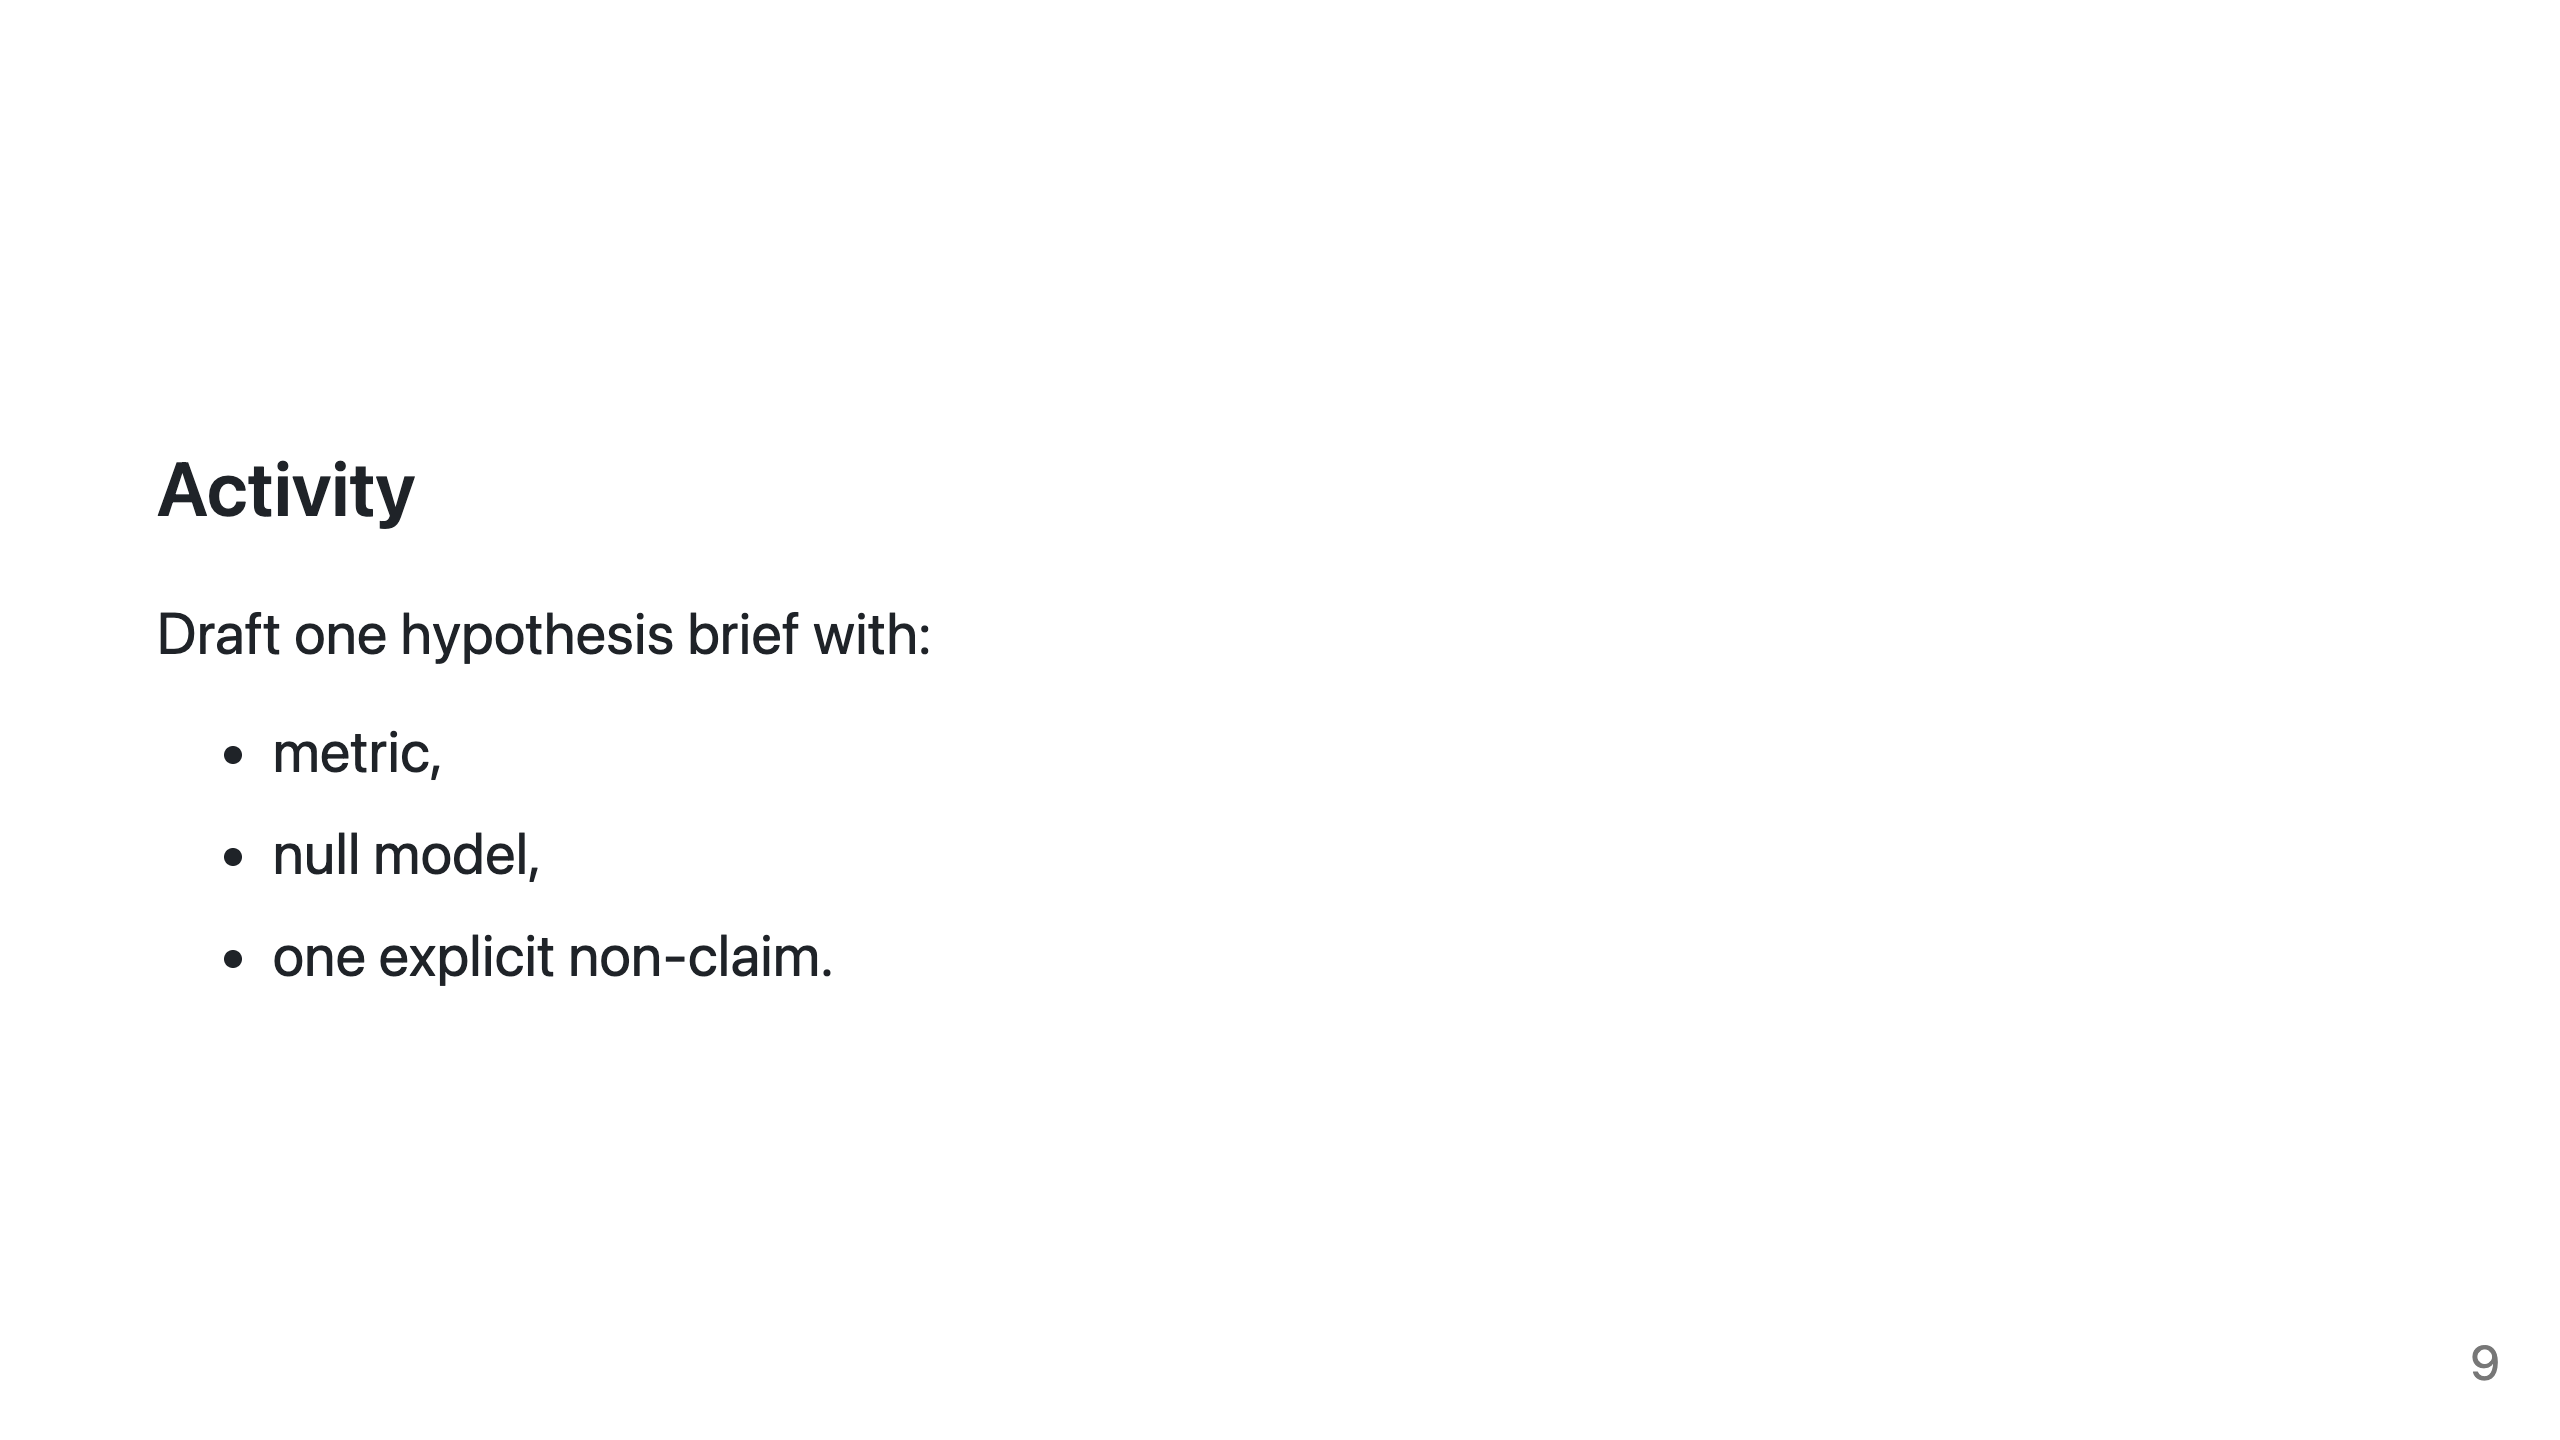 Activity
Draft one hypothesis brief with:
• metric,
• null model,
• one explicit non-claim.
9